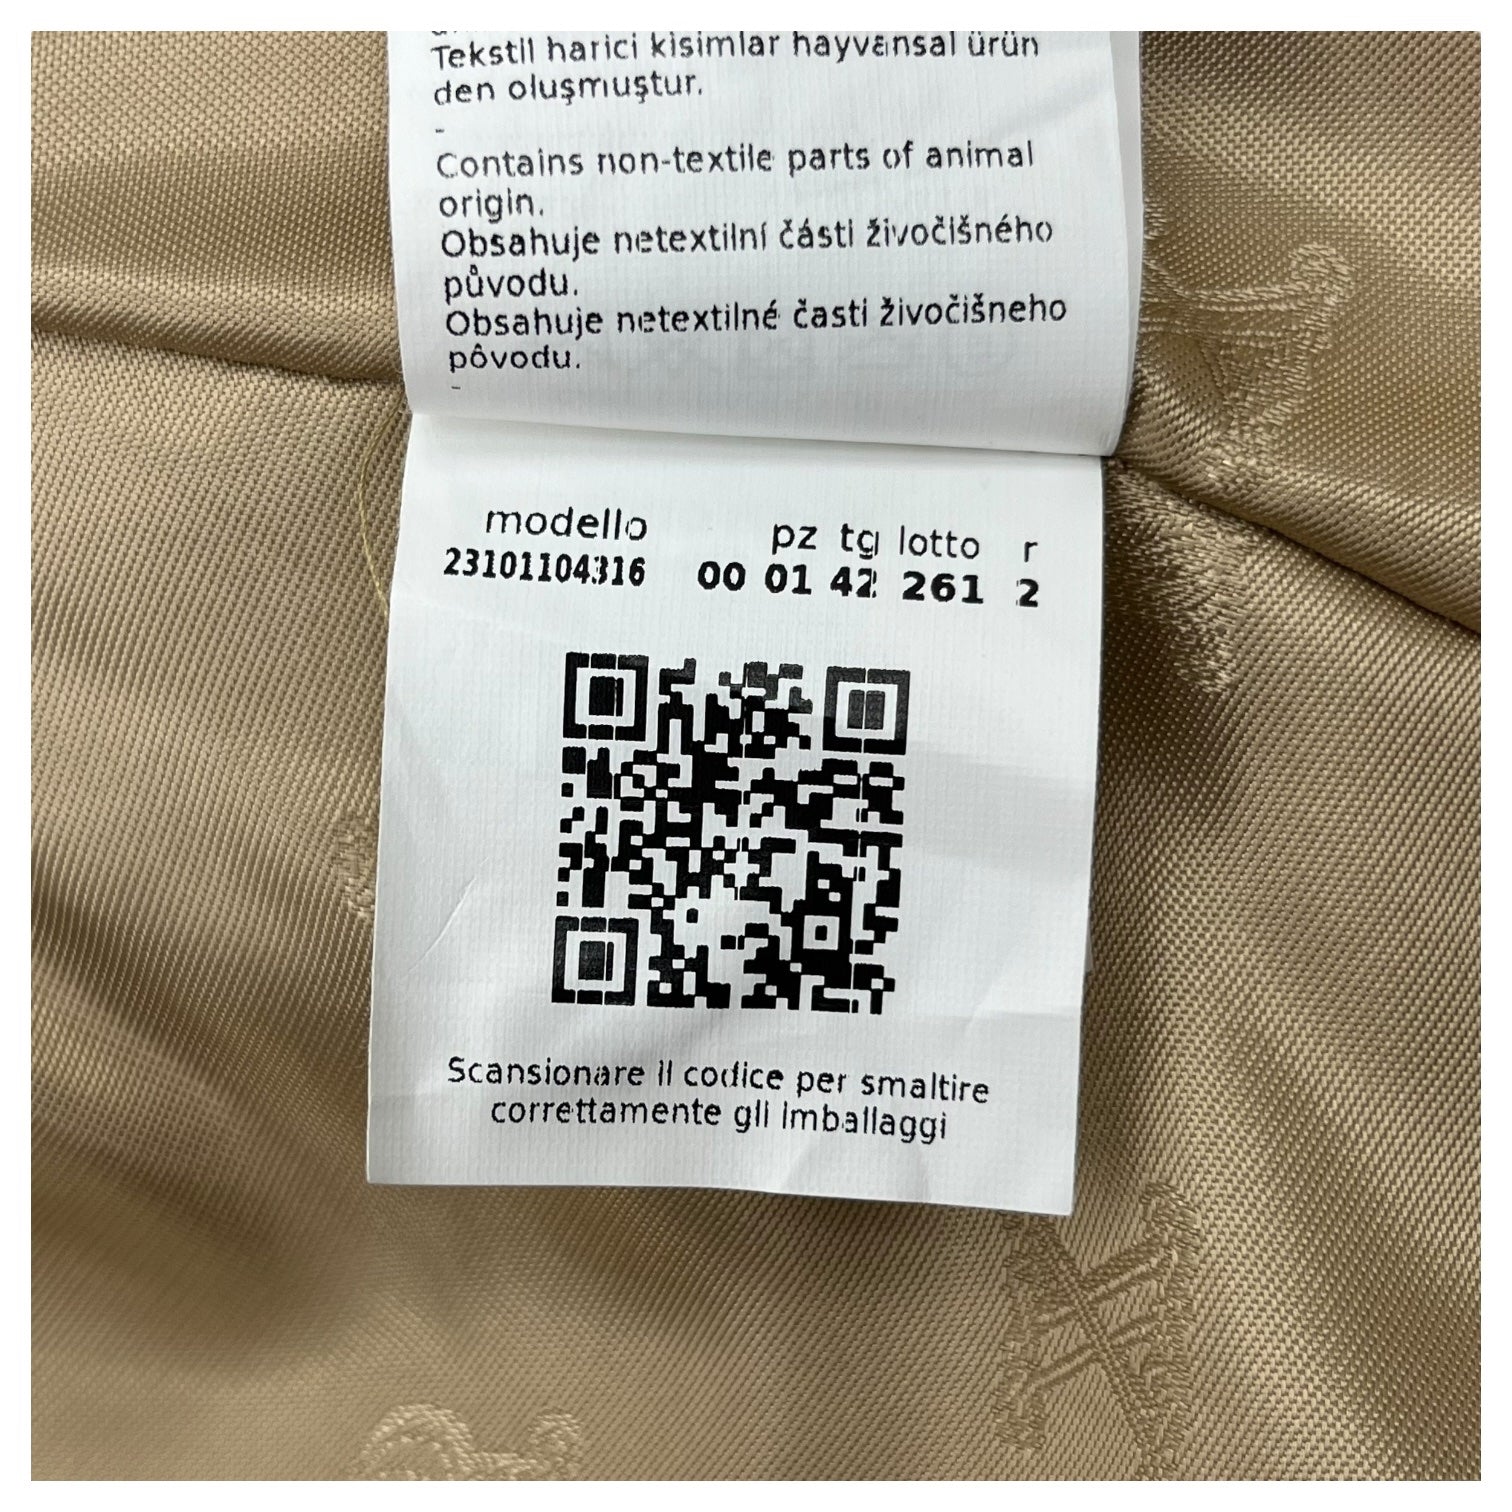 Tekstil harici kisimlar hayvansal ürün
den oluşmuştur.
-
Contains non-textile parts of animal
origin.
Obsahuje netextilní části živočišného
původu.
Obsahuje netextilné časti živočišneho
pôvodu.
-
modello pz tg lotto r
23101104316 00 01 42 261 2
Scansionare il codice per smaltire
correttamente gli imballaggi